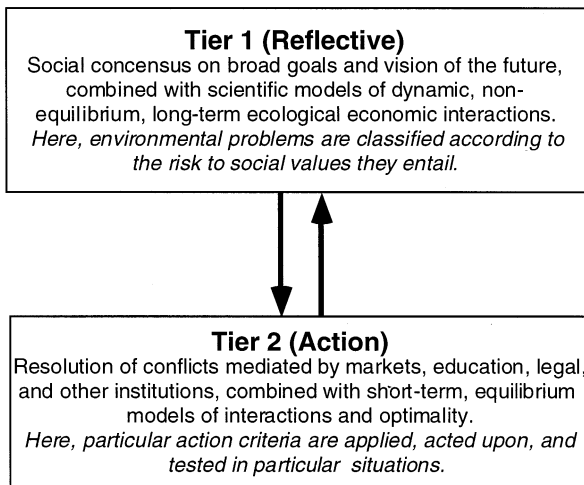 Tier 1 (Reflective)
Social concensus on broad goals and vision of the future,
combined with scientific models of dynamic, non-
equilibrium, long-term ecological economic interactions.
Here, environmental problems are classified according to
the risk to social values they entail.
Tier 2 (Action)
Resolution of conflicts mediated by markets, education, legal,
and other institutions, combined with short-term, equilibrium
models of interactions and optimality.
Here, particular action criteria are applied, acted upon, and
tested in particular situations.